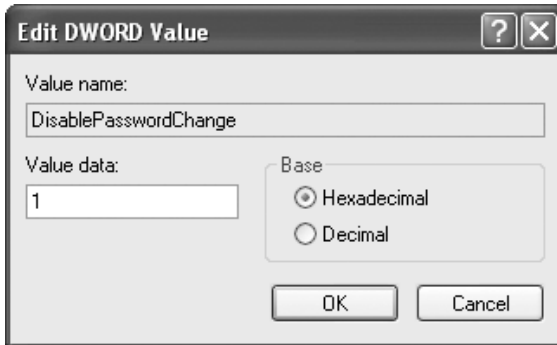 Edit DWORD Value
Value name:
DisablePasswordChange
Value data:
1
Base
Hexadecimal
Decimal
OK
Cancel